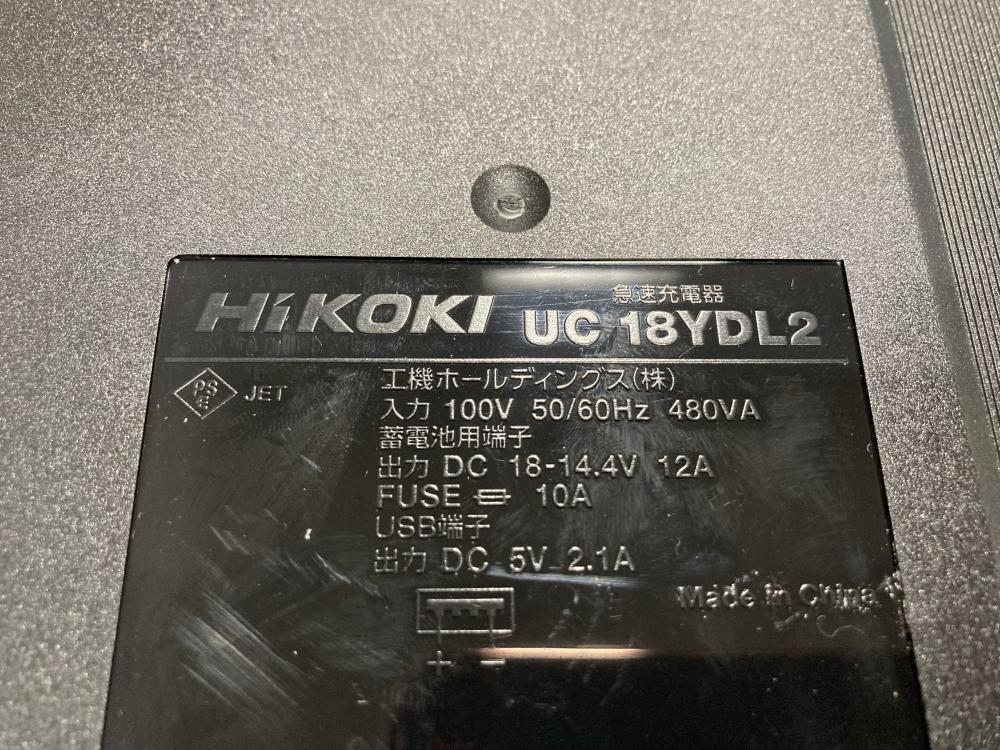 HiKOKI
急速充電器
UC 18YDL2
PS
E
JET
工機ホールディングス(株)
入力 100V 50/60Hz 480VA
蓄電池用端子
出力 DC 18-14.4V 12A
FUSE 10A
USB端子
出力 DC 5V 2.1A
Made in China
+ −